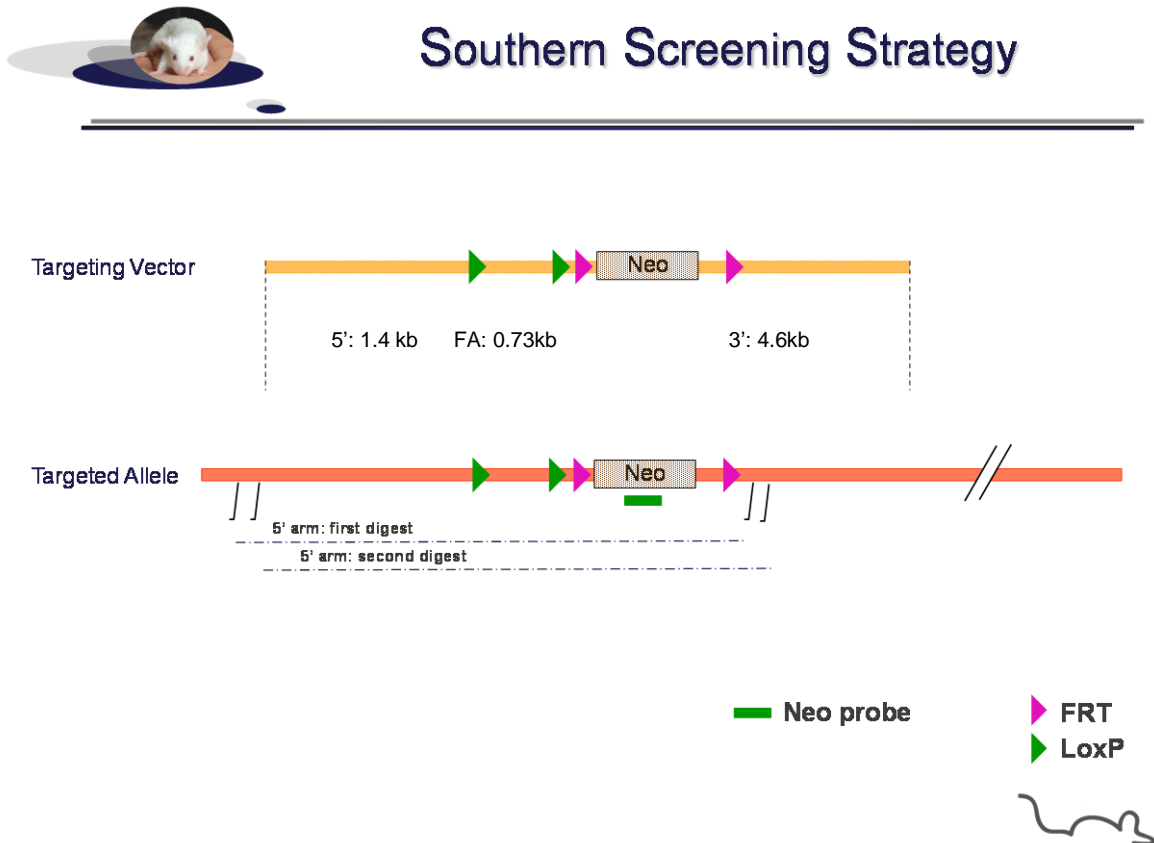 Southern Screening Strategy
Targeting Vector
Neo
5’: 1.4 kb
FA: 0.73kb
3’: 4.6kb
Targeted Allele
Neo
5' arm: first digest
5' arm: second digest
Neo probe
FRT
LoxP